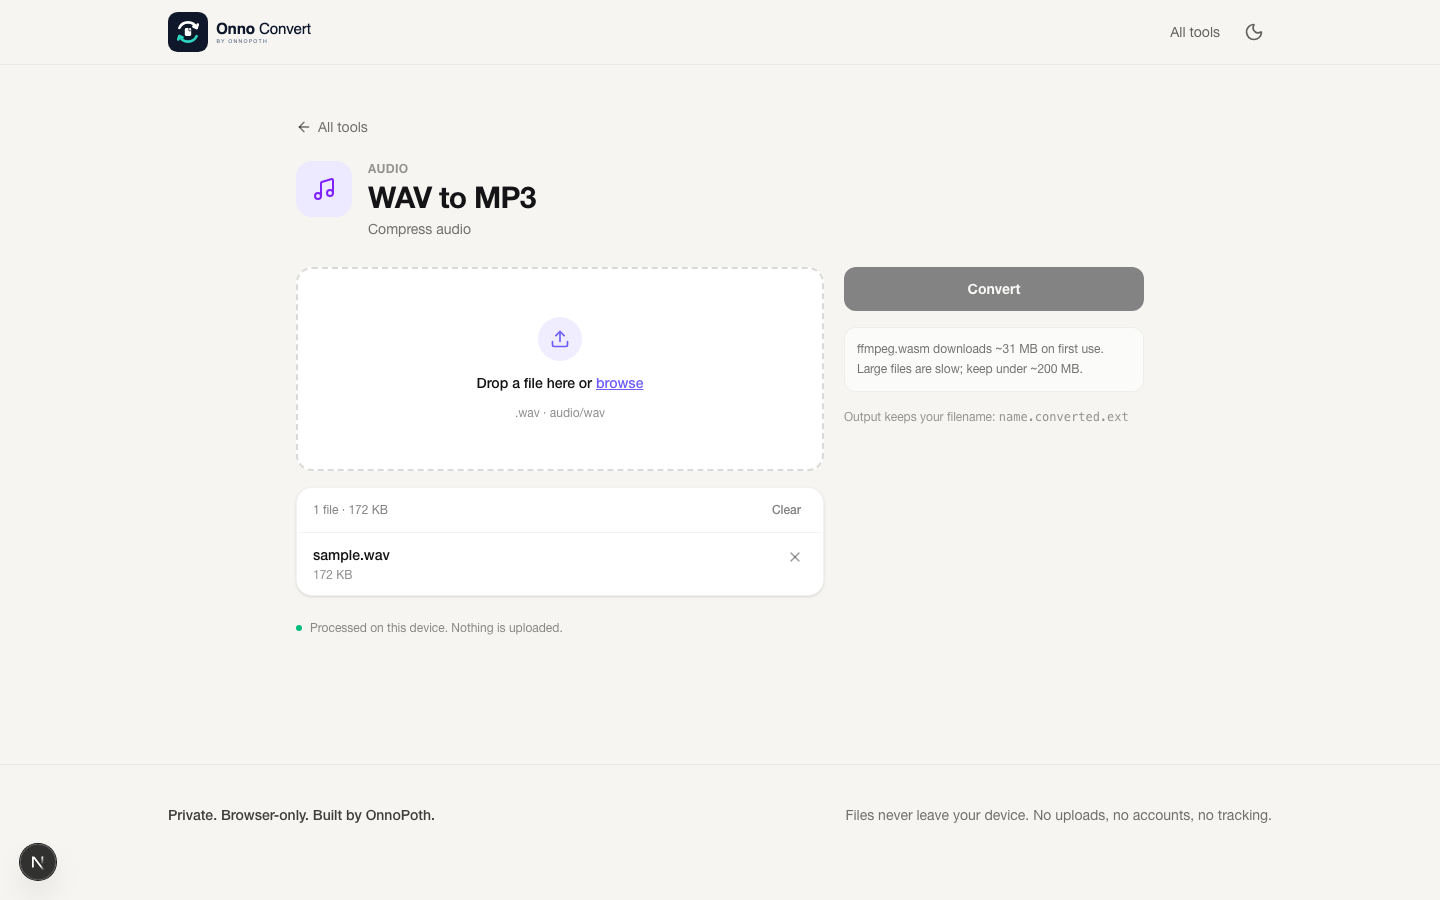 Onno Convert
BY ONNOPOTH
All tools
All tools
AUDIO
WAV to MP3
Compress audio
Drop a file here or browse
.wav · audio/wav
Convert
ffmpeg.wasm downloads ~31 MB on first use.
Large files are slow; keep under ~200 MB.
Output keeps your filename: name.converted.ext
1 file · 172 KB
Clear
sample.wav
172 KB
Processed on this device. Nothing is uploaded.
Private. Browser-only. Built by OnnoPoth.
Files never leave your device. No uploads, no accounts, no tracking.
N